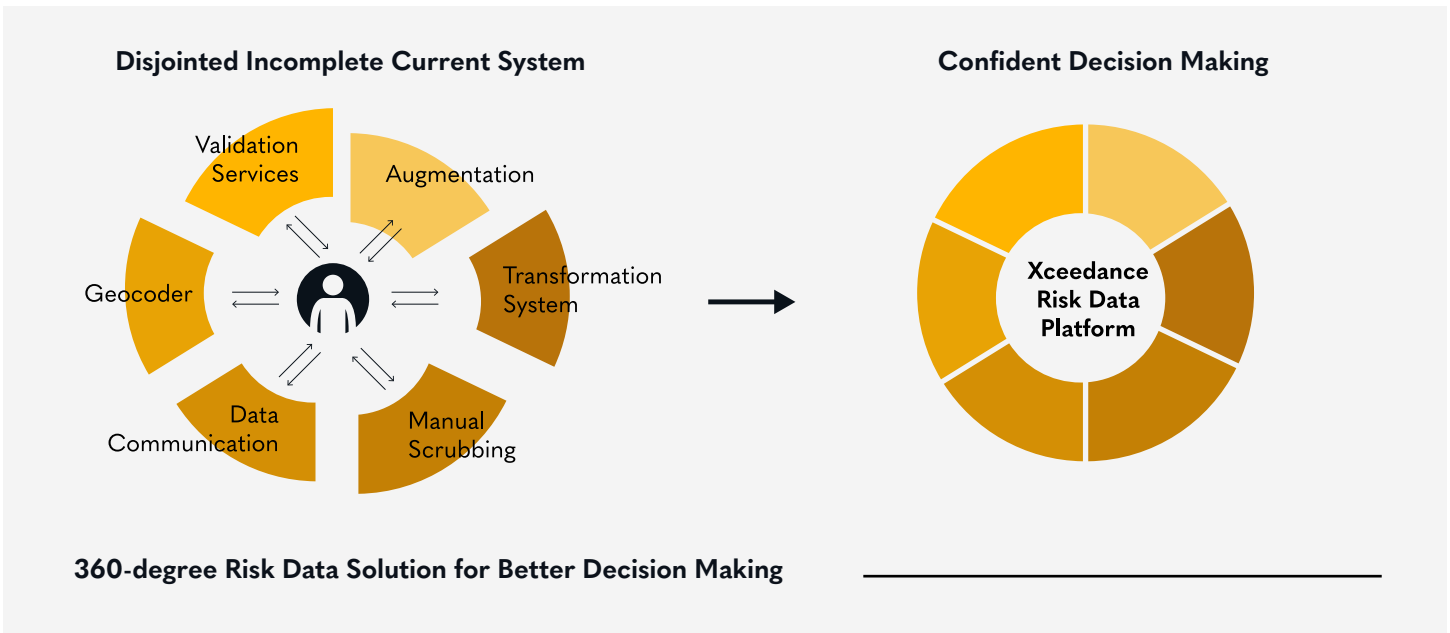 Disjointed Incomplete Current System
Confident Decision Making
Validation
Services
Augmentation
Geocoder
Transformation
System
Data
Communication
Manual
Scrubbing
Xceedance
Risk Data
Platform
360-degree Risk Data Solution for Better Decision Making